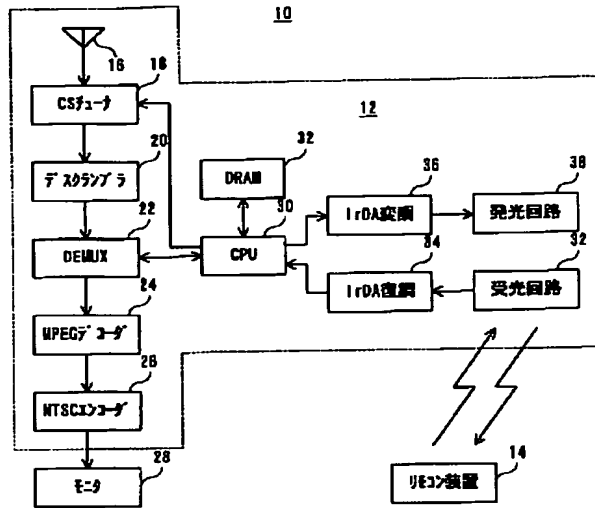 10
16
18
CSチューナ
12
20
デスクランブラ
32
DRAM
36
38
22
30
IrDA変調
発光回路
DEMUX
CPU
34
32
24
IrDA復調
受光回路
MPEGデコーダ
26
NTSCエンコーダ
28
モニタ
14
リモコン装置